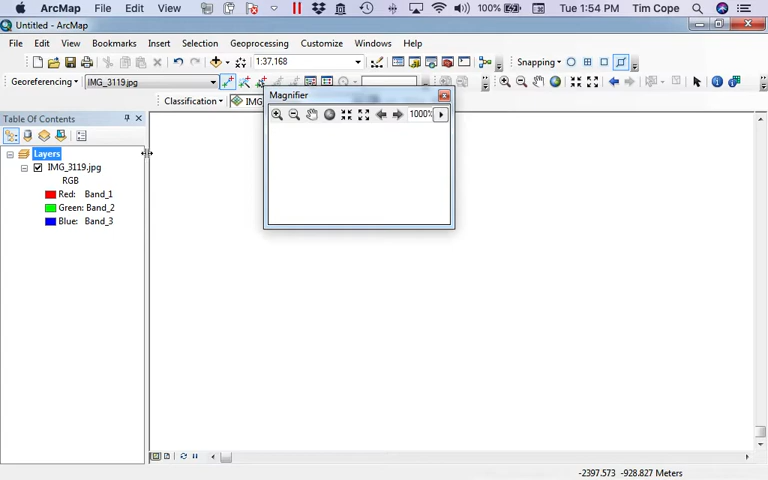 ArcMap File Edit View 100% Tue 1:54 PM Tim Cope
Untitled - ArcMap
File Edit View Bookmarks Insert Selection Geoprocessing Customize Windows Help
1:37,168 Snapping
Georeferencing IMG_3119.jpg
Classification IMG
Magnifier
1000%
Table Of Contents
Layers
IMG_3119.jpg
RGB
Red: Band_1
Green: Band_2
Blue: Band_3
-2397.573 -928.827 Meters